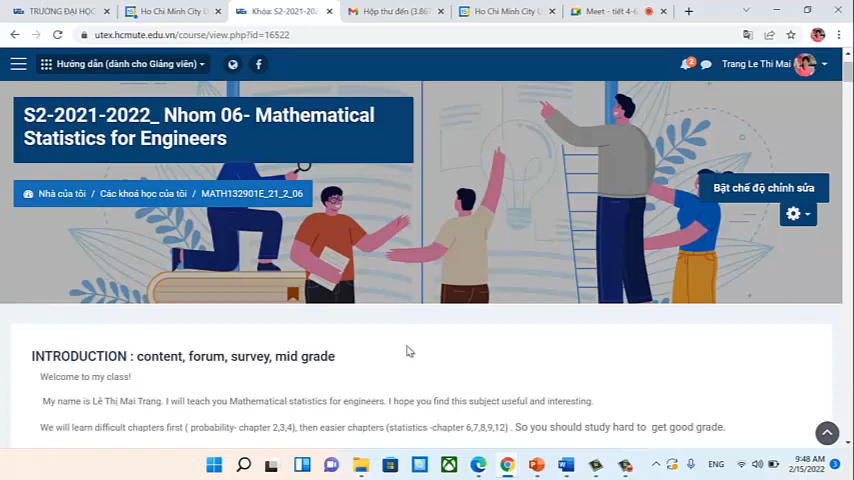 TRƯỜNG ĐẠI HỌC
Ho Chi Minh City U
Khóa: S2-2021-202
Hộp thư đến (3.867
Ho Chi Minh City U
Meet - tiết 4-6
utex.hcmute.edu.vn/course/view.php?id=16522
Hướng dẫn (dành cho Giảng viên)
2
Trang Le Thi Mai
S2-2021-2022_ Nhom 06- Mathematical
Statistics for Engineers
Nhà của tôi / Các khoá học của tôi / MATH132901E_21_2_06
Bật chế độ chỉnh sửa
INTRODUCTION : content, forum, survey, mid grade
Welcome to my class!
My name is Lê Thị Mai Trang. I will teach you Mathematical statistics for engineers. I hope you find this subject useful and interesting.
We will learn difficult chapters first ( probability- chapter 2,3,4), then easier chapters (statistics -chapter 6,7,8,9,12) . So you should study hard to get good grade.
ENG
9:48 AM
2/15/2022
3